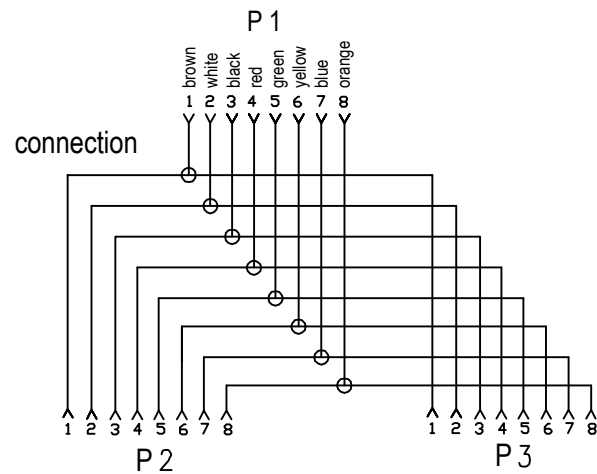 P 1
brown white black red green yellow blue orange
1 2 3 4 5 6 7 8
connection
1 2 3 4 5 6 7 8 1 2 3 4 5 6 7 8
P 2 P 3